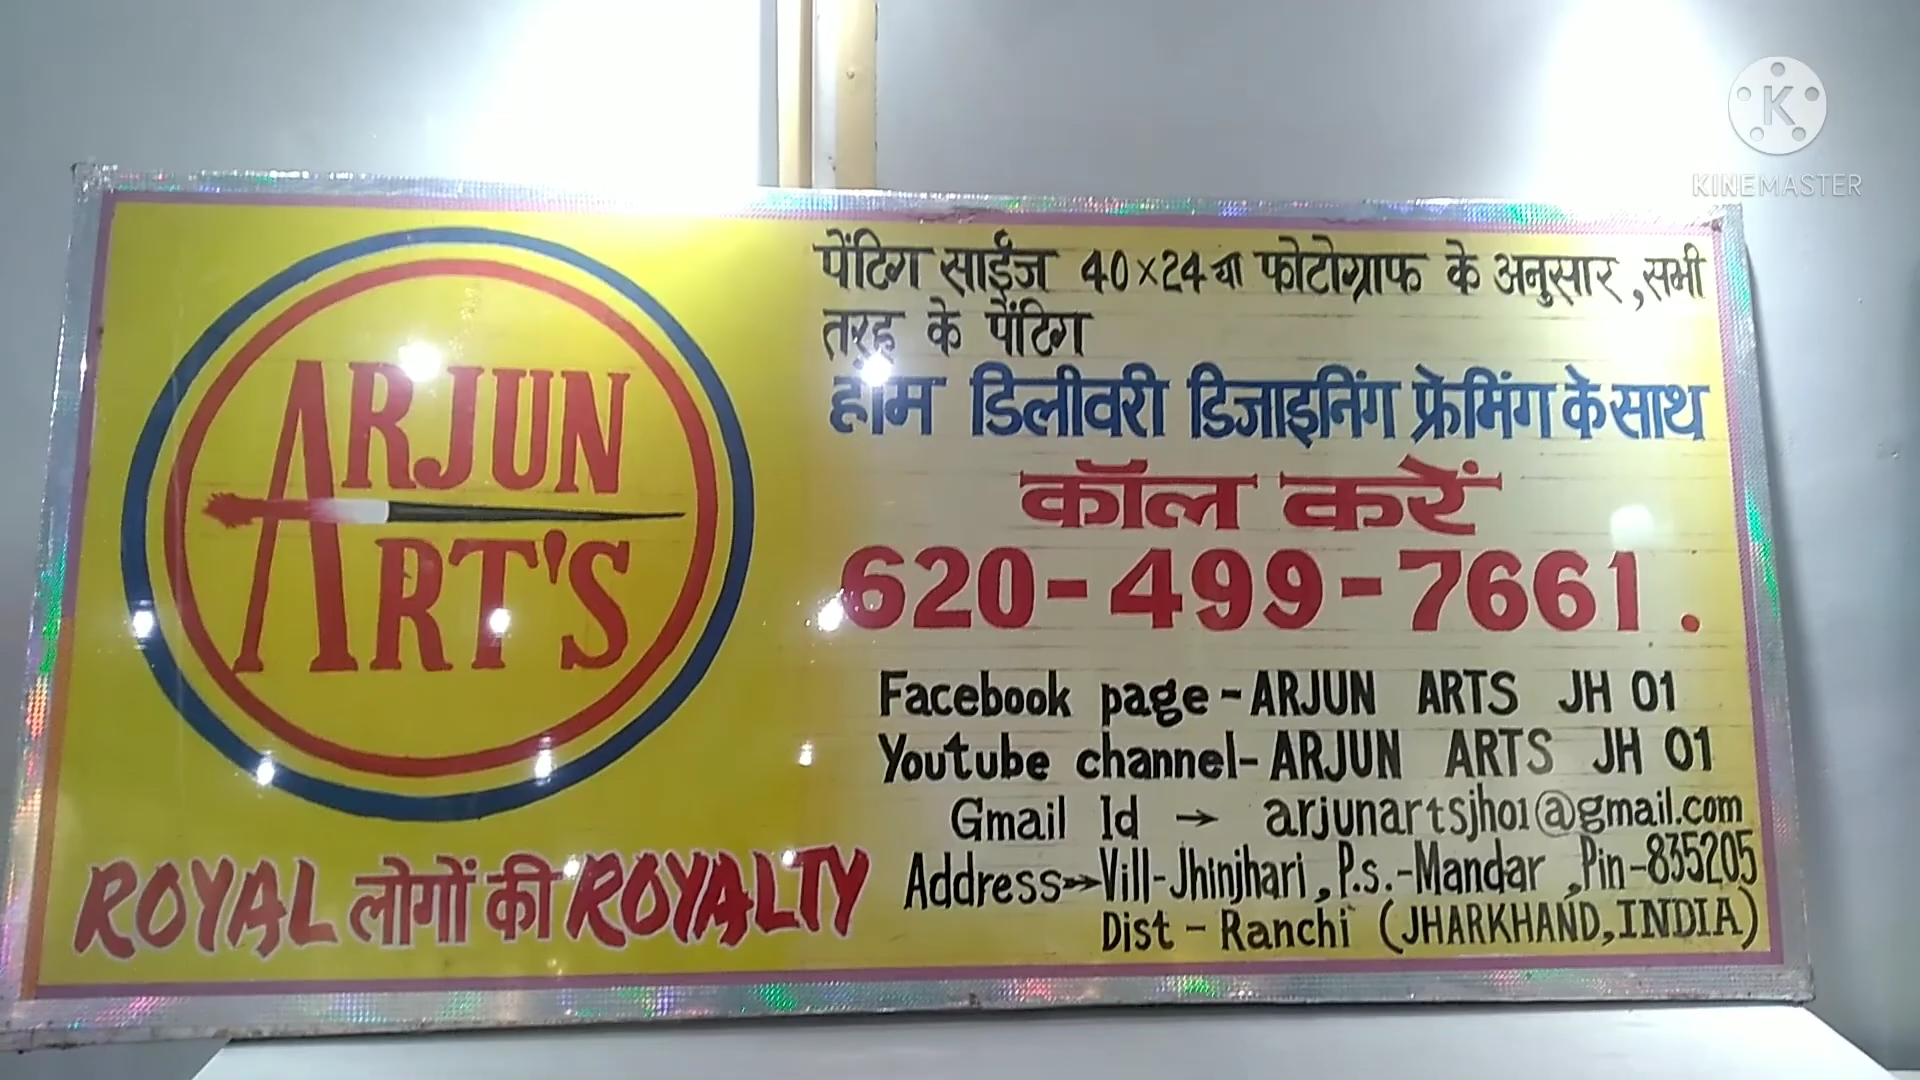 ARJUN
ART'S
ROYAL लोगों की ROYALTY
पेंटिग साईज 40×24 या फोटोग्राफ के अनुसार, सभी
तरह के पेंटिग
होम डिलीवरी डिजाइनिंग फ्रेमिंग के साथ
कॉल करें
620-499-7661.
Facebook page - ARJUN ARTS JH 01
Youtube channel- ARJUN ARTS JH 01
Gmail Id → arjunartsjh01@gmail.com
Address→Vill-Jhinjhari, P.s.-Mandar, Pin-835205
Dist - Ranchi (JHARKHAND, INDIA)
K
KINEMASTER